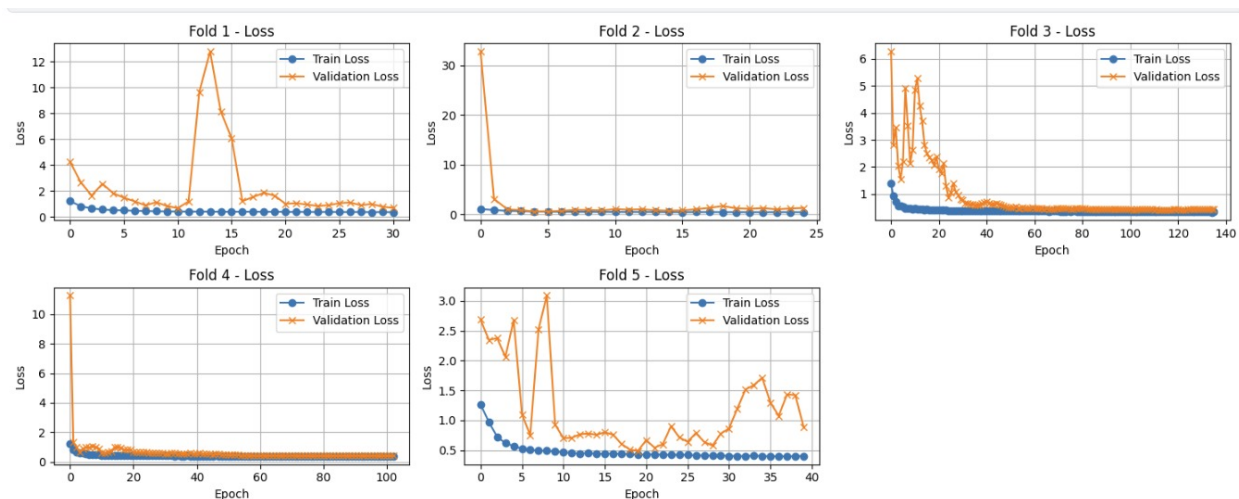 Fold 1 - Loss
Loss
12
10
8
6
4
2
0
Train Loss
Validation Loss
0 5 10 15 20 25 30
Epoch
Fold 2 - Loss
Loss
30
20
10
0
Train Loss
Validation Loss
0 5 10 15 20 24
Epoch
Fold 3 - Loss
Loss
6
5
4
3
2
1
Train Loss
Validation Loss
0 20 40 60 80 100 120 140
Epoch
Fold 4 - Loss
Loss
10
8
6
4
2
0
Train Loss
Validation Loss
0 20 40 60 80 100
Epoch
Fold 5 - Loss
Loss
3.0
2.5
2.0
1.5
1.0
0.5
Train Loss
Validation Loss
0 5 10 15 20 25 30 35 40
Epoch